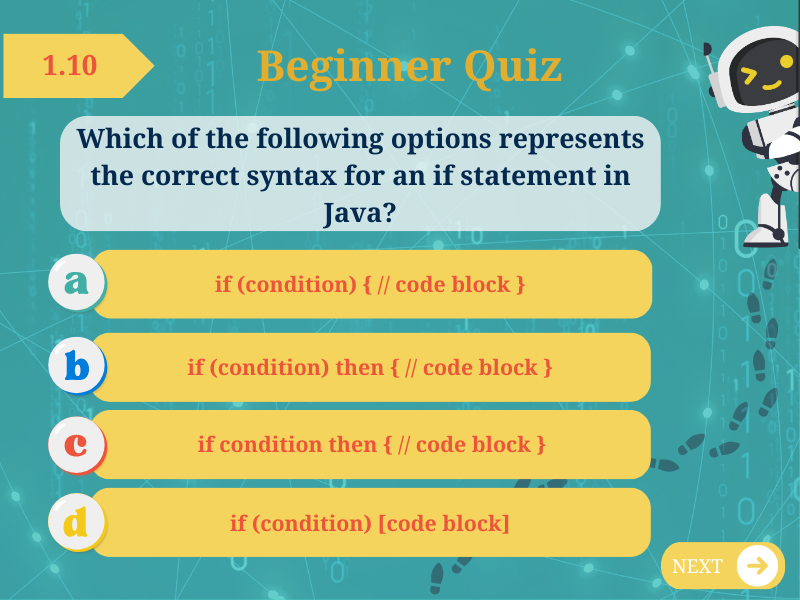 1.10
Beginner Quiz
Which of the following options represents
the correct syntax for an if statement in
Java?
a
if (condition) { // code block }
b
if (condition) then { // code block }
c
if condition then { // code block }
d
if (condition) [code block]
NEXT